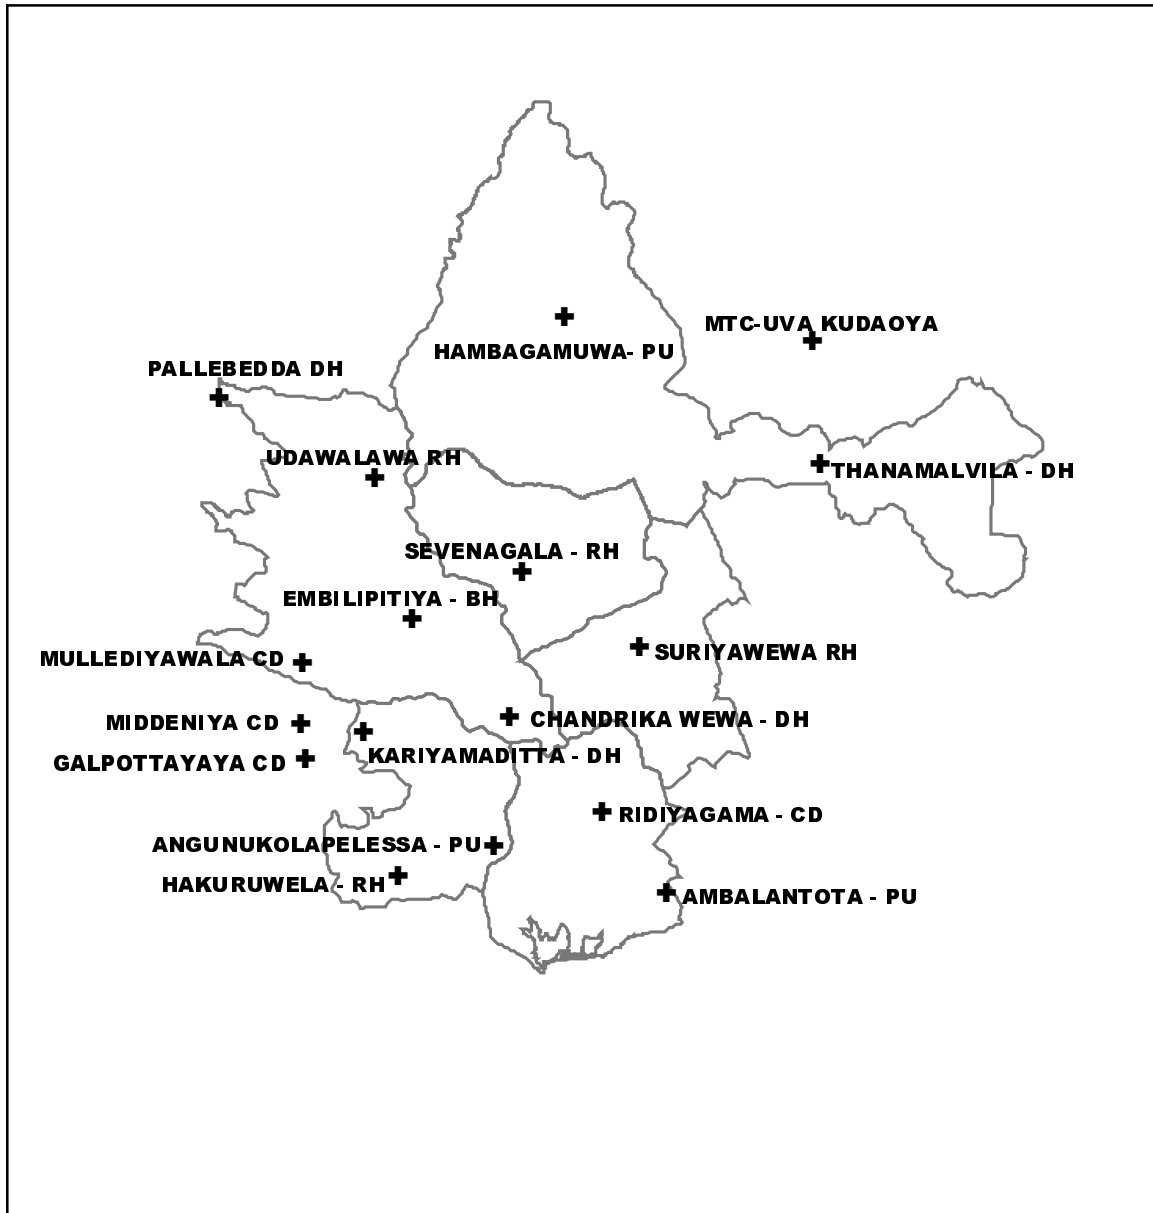 MTC-UVA KUDAOYA
HAMBAGAMUWA- PU
PALLEBEDDA DH
UDAWALAWA RH
THANAMALVILA - DH
SEVENAGALA - RH
EMBILIPITIYA - BH
SURIYAWEWA RH
MULLEDIYAWALA CD
CHANDRIKA WEWA - DH
MIDDENIYA CD
KARIYAMADITTA - DH
GALPOTTAYAYA CD
RIDIYAGAMA - CD
ANGUNUKOLAPELESSA - PU
HAKURUWELA - RH
AMBALANTOTA - PU